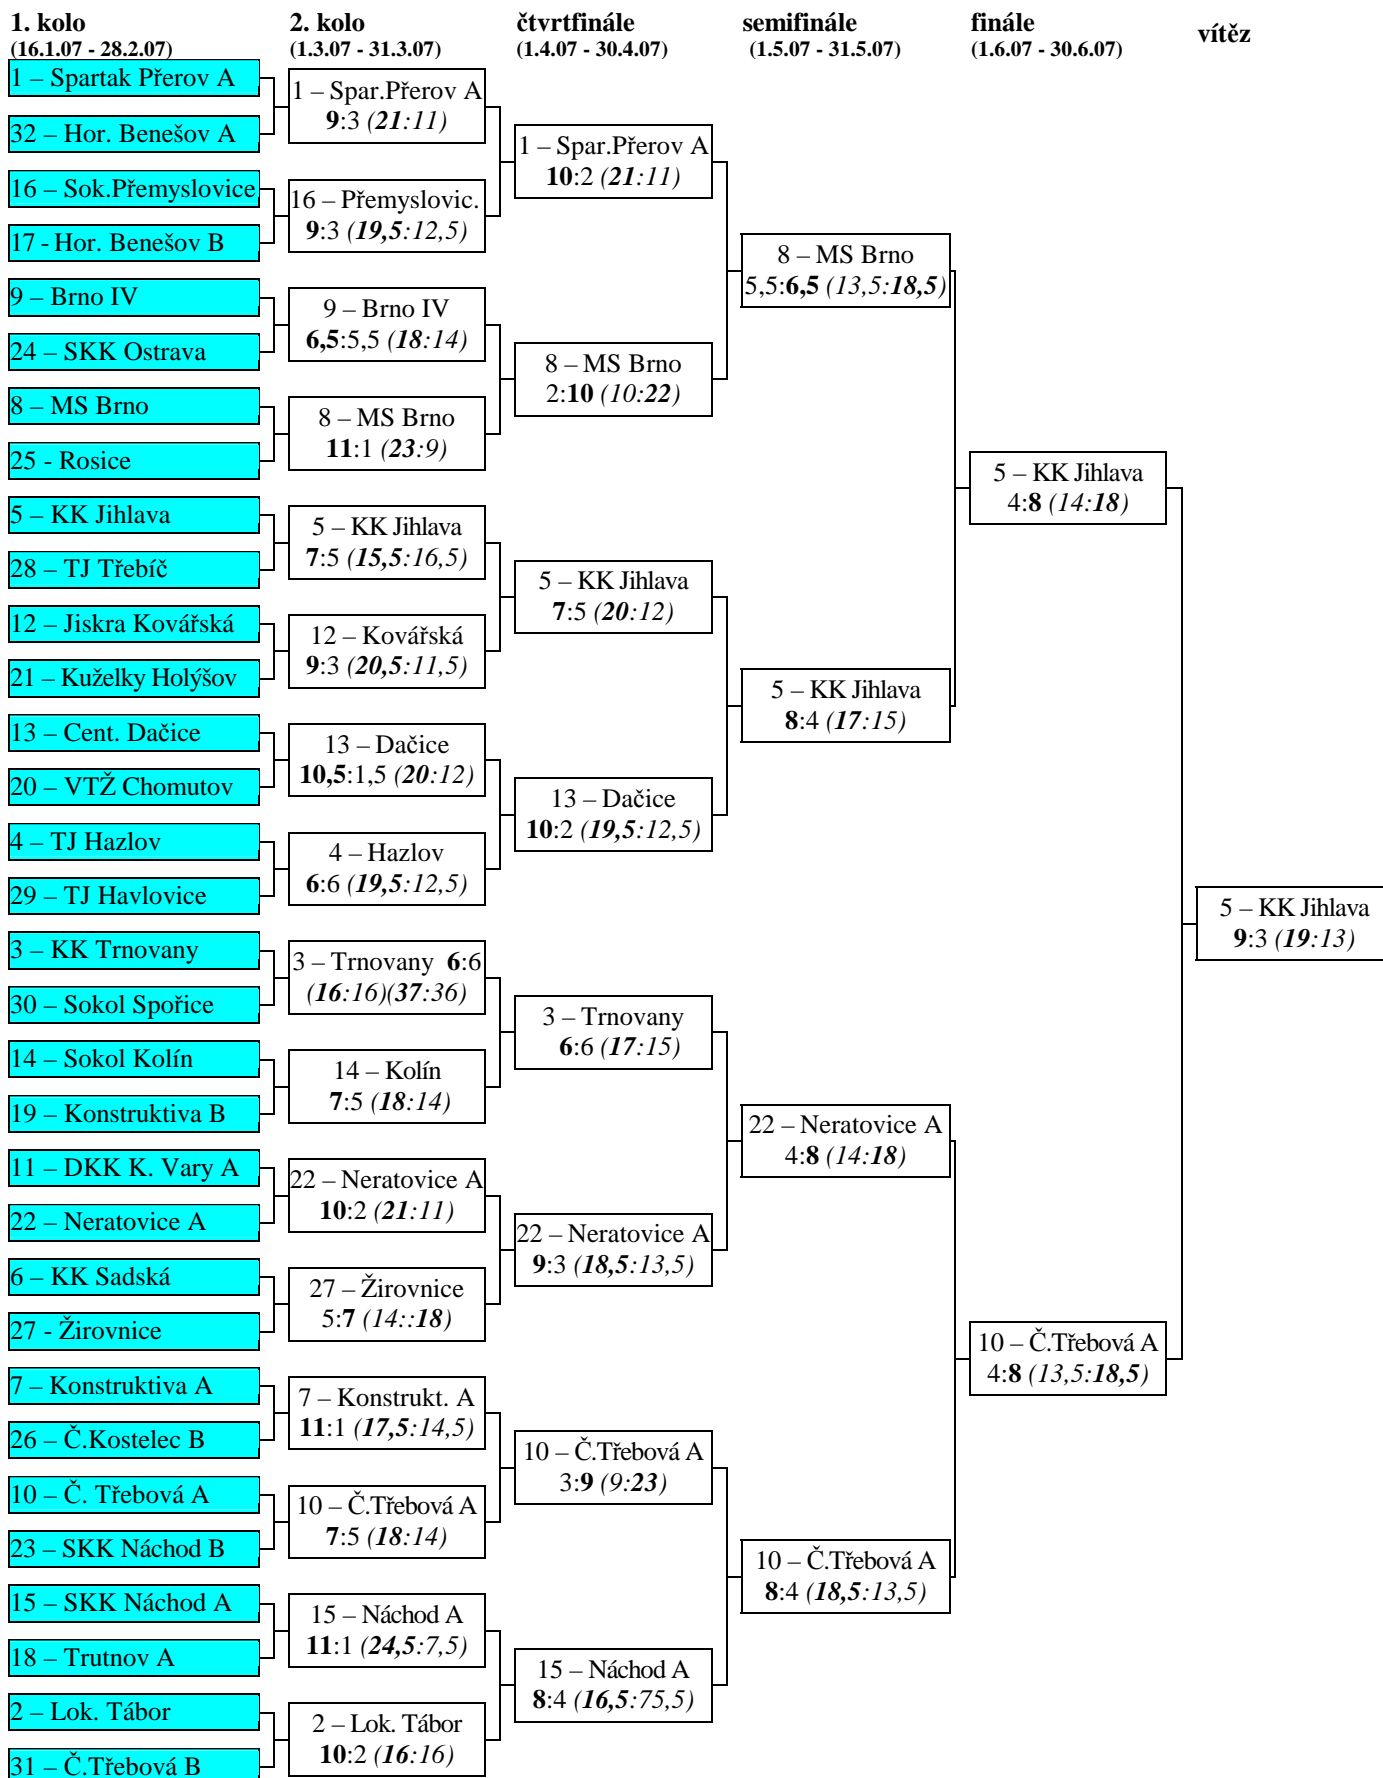 1. kolo
(16.1.07 - 28.2.07)
1 – Spartak Přerov A
32 – Hor. Benešov A
16 – Sok.Přemyslovice
17 - Hor. Benešov B
9 – Brno IV
24 – SKK Ostrava
8 – MS Brno
25 - Rosice
5 – KK Jihlava
28 – TJ Třebíč
12 – Jiskra Kovářská
21 – Kuželky Holýšov
13 – Cent. Dačice
20 – VTŽ Chomutov
4 – TJ Hazlov
29 – TJ Havlovice
3 – KK Trnovany
30 – Sokol Spořice
14 – Sokol Kolín
19 – Konstruktiva B
11 – DKK K. Vary A
22 – Neratovice A
6 – KK Sadská
27 - Žirovnice
7 – Konstruktiva A
26 – Č.Kostelec B
10 – Č. Třebová A
23 – SKK Náchod B
15 – SKK Náchod A
18 – Trutnov A
2 – Lok. Tábor
31 – Č.Třebová B
2. kolo
(1.3.07 - 31.3.07)
1 – Spar.Přerov A
9:3 (21:11)
16 – Přemyslovic.
9:3 (19,5:12,5)
9 – Brno IV
6,5:5,5 (18:14)
8 – MS Brno
11:1 (23:9)
5 – KK Jihlava
7:5 (15,5:16,5)
12 – Kovářská
9:3 (20,5:11,5)
13 – Dačice
10,5:1,5 (20:12)
4 – Hazlov
6:6 (19,5:12,5)
3 – Trnovany 6:6
(16:16)(37:36)
14 – Kolín
7:5 (18:14)
22 – Neratovice A
10:2 (21:11)
27 – Žirovnice
5:7 (14::18)
7 – Konstrukt. A
11:1 (17,5:14,5)
10 – Č.Třebová A
7:5 (18:14)
15 – Náchod A
11:1 (24,5:7,5)
2 – Lok. Tábor
10:2 (16:16)
čtvrtfinále
(1.4.07 - 30.4.07)
1 – Spar.Přerov A
10:2 (21:11)
8 – MS Brno
2:10 (10:22)
5 – KK Jihlava
7:5 (20:12)
13 – Dačice
10:2 (19,5:12,5)
3 – Trnovany
6:6 (17:15)
22 – Neratovice A
9:3 (18,5:13,5)
10 – Č.Třebová A
3:9 (9:23)
15 – Náchod A
8:4 (16,5:75,5)
semifinále
(1.5.07 - 31.5.07)
8 – MS Brno
5,5:6,5 (13,5:18,5)
5 – KK Jihlava
8:4 (17:15)
22 – Neratovice A
4:8 (14:18)
10 – Č.Třebová A
8:4 (18,5:13,5)
finále
(1.6.07 - 30.6.07)
5 – KK Jihlava
4:8 (14:18)
10 – Č.Třebová A
4:8 (13,5:18,5)
vítěz
5 – KK Jihlava
9:3 (19:13)